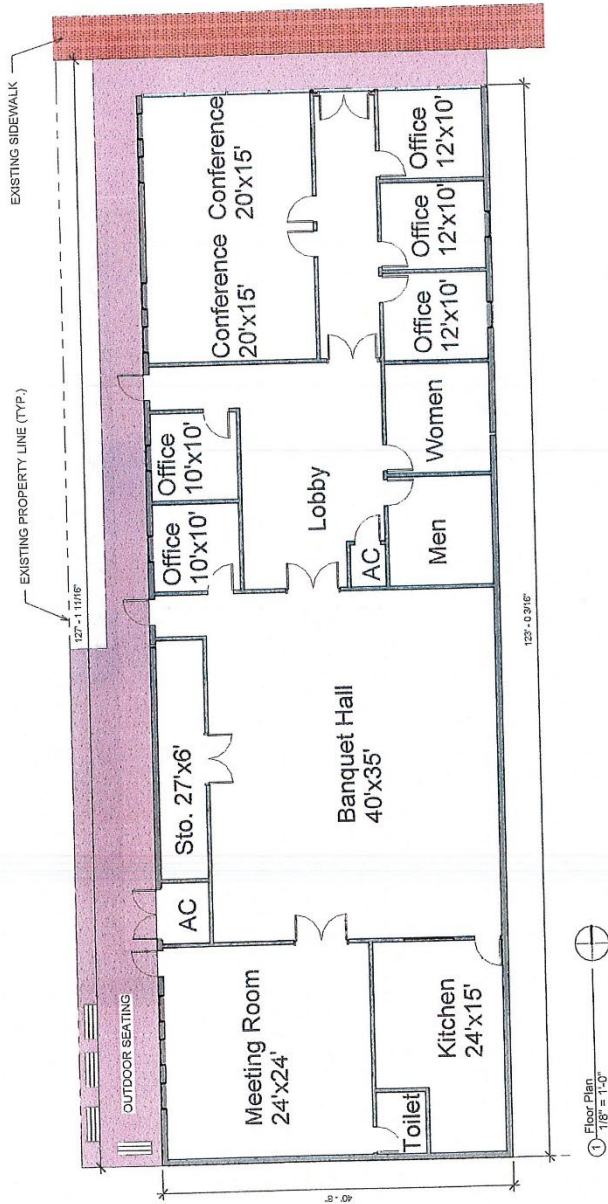 EXISTING SIDEWALK
EXISTING PROPERTY LINE (TYP.)
127' - 1 11/16"
OUTDOOR SEATING
Conference
20'x15'
Conference
20'x15'
Office
10'x10'
Office
10'x10'
Sto. 27'x6'
AC
Meeting Room
24'x24'
Lobby
AC
Banquet Hall
40'x35'
Office
12'x10'
Office
12'x10'
Office
12'x10'
Women
Men
Kitchen
24'x15'
Toilet
123' - 0 3/16"
40' - 8"
1 Floor Plan
1/8" = 1'-0"